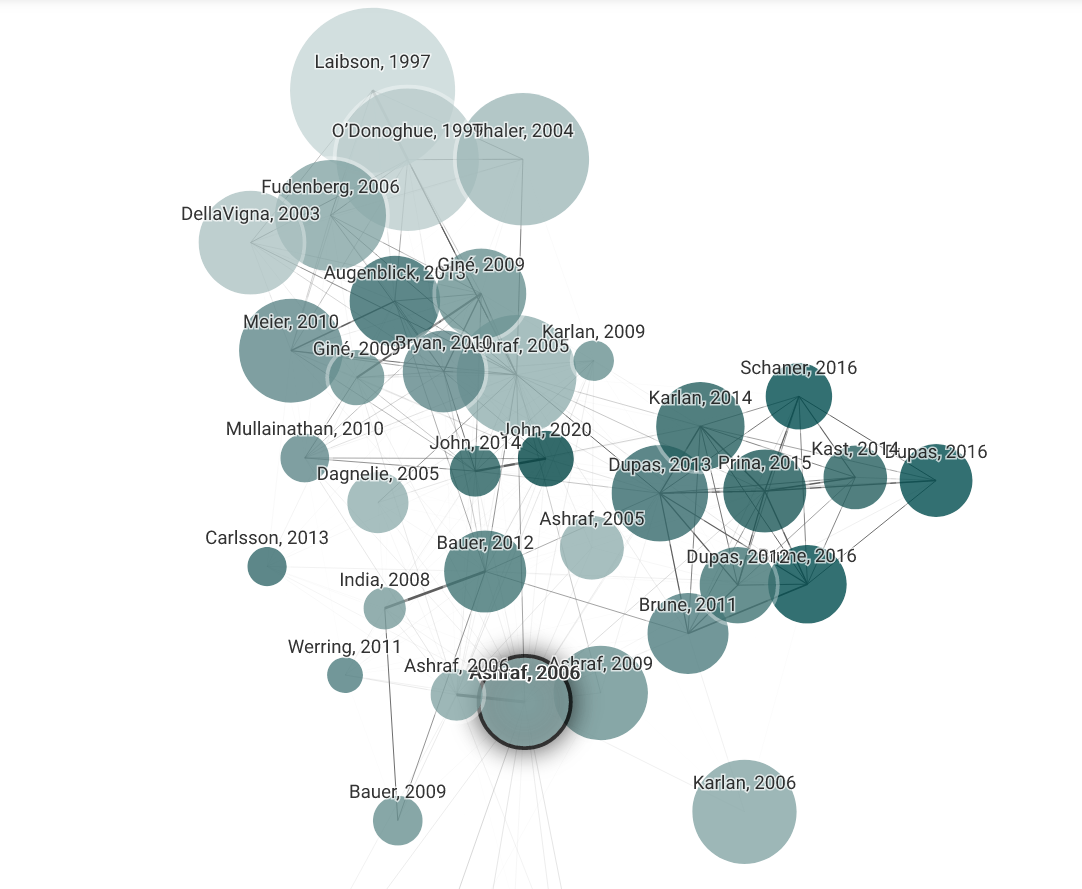 Laibson, 1997
O’Donoghue, 1999
Thaler, 2004
Fudenberg, 2006
DellaVigna, 2003
Giné, 2009
Augenblick, 2013
Meier, 2010
Karlan, 2009
Bryan, 2010
Ashraf, 2005
Giné, 2009
Schaner, 2016
Karlan, 2014
Mullainathan, 2010
John, 2020
John, 2014
Kast, 2014
Dupas, 2016
Dupas, 2013
Prina, 2015
Dagnelie, 2005
Ashraf, 2005
Carlsson, 2013
Bauer, 2012
Dupas, 2012
Brune, 2016
India, 2008
Brune, 2011
Werring, 2011
Ashraf, 2006
Ashraf, 2006
Ashraf, 2009
Karlan, 2006
Bauer, 2009